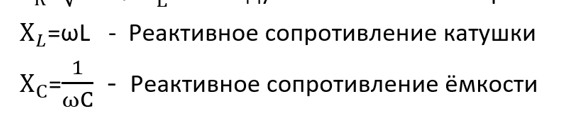 X_L=ωL - Реактивное сопротивление катушки
X_C=1/ωC - Реактивное сопротивление ёмкости